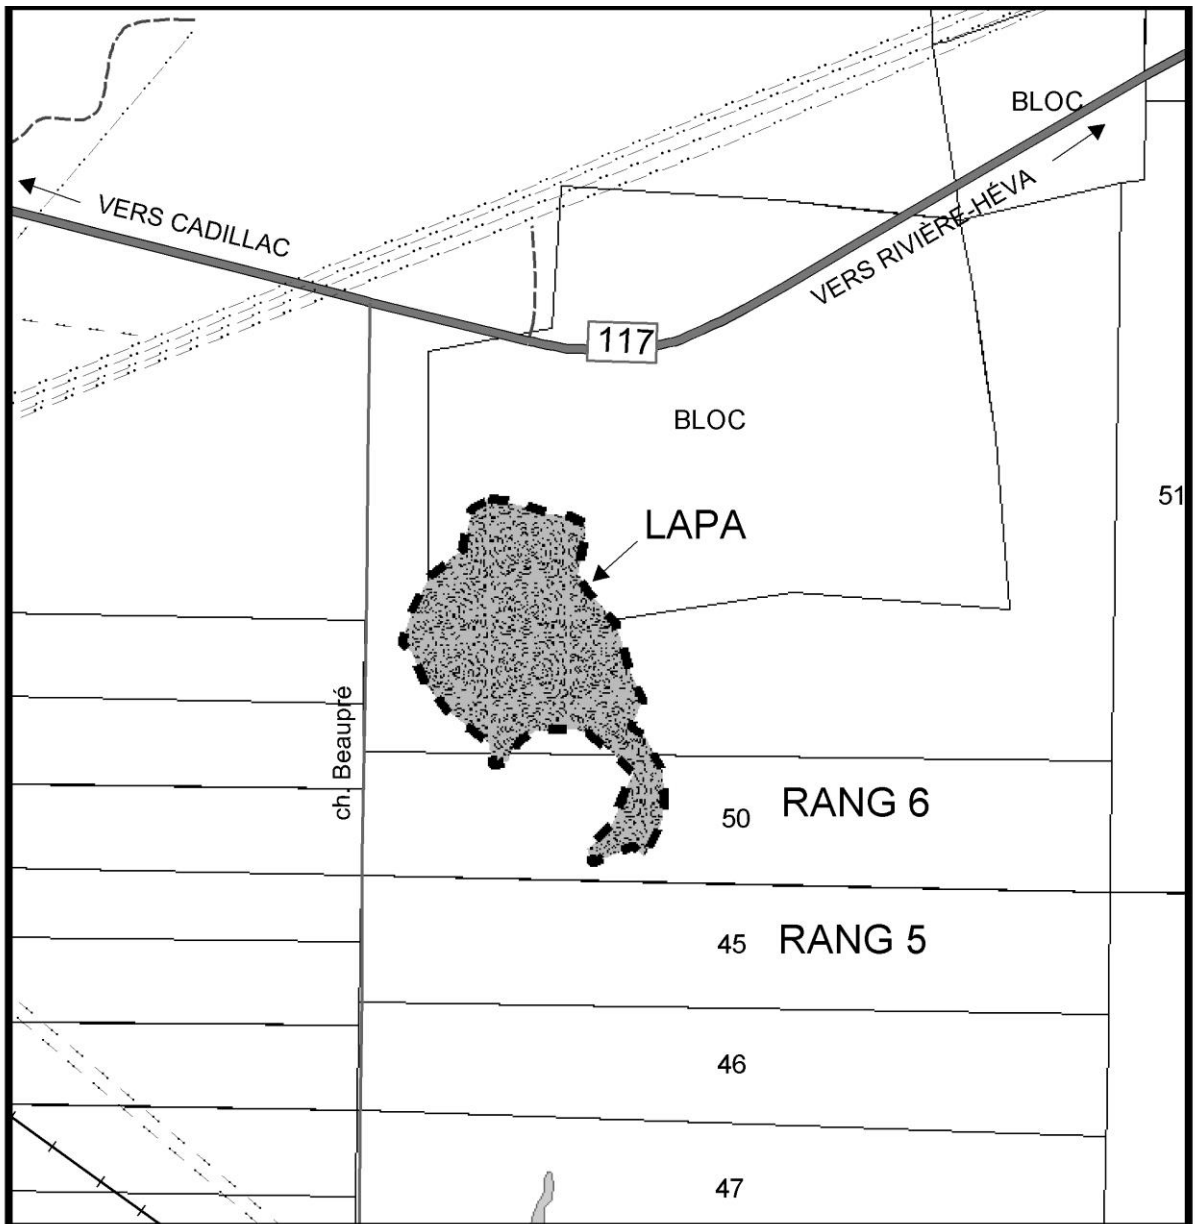 BLOC
VERS CADILLAC
VERS RIVIÈRE-HÉVA
117
BLOC
51
LAPA
ch. Beaupré
50
RANG 6
45
RANG 5
46
47